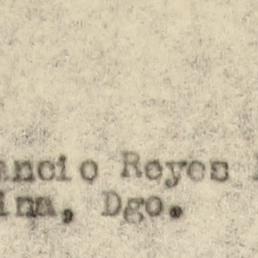 ancio Reyes
ina, Dgo.